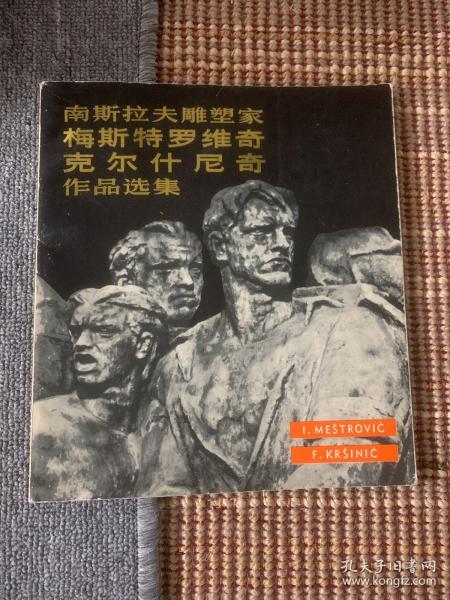 南斯拉夫雕塑家
梅斯特罗维奇
克尔什尼奇
作品选集
I. MEŠTROVIĆ
F. KRŠINIĆ
孔夫子旧书网
www.kongfz.com